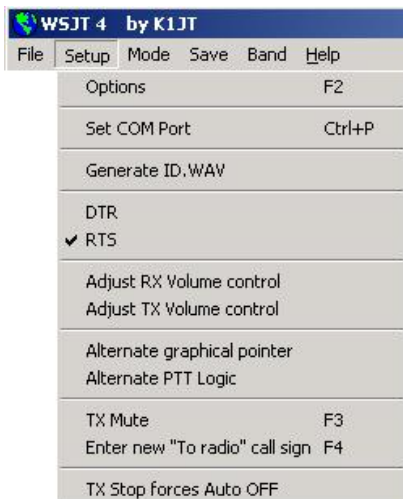 WSJT 4 by K1JT
File Setup Mode Save Band Help
Options F2
Set COM Port Ctrl+P
Generate ID.WAV
DTR
✔ RTS
Adjust RX Volume control
Adjust TX Volume control
Alternate graphical pointer
Alternate PTT Logic
TX Mute F3
Enter new "To radio" call sign F4
TX Stop forces Auto OFF